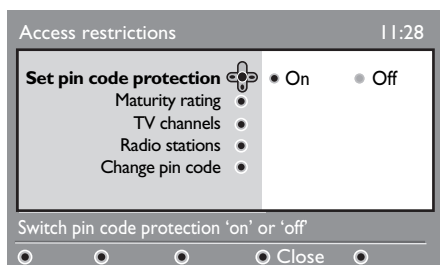 Access restrictions 11:28
Set pin code protection On Off
Maturity rating
TV channels
Radio stations
Change pin code
Switch pin code protection ‘on’ or ‘off’
Close